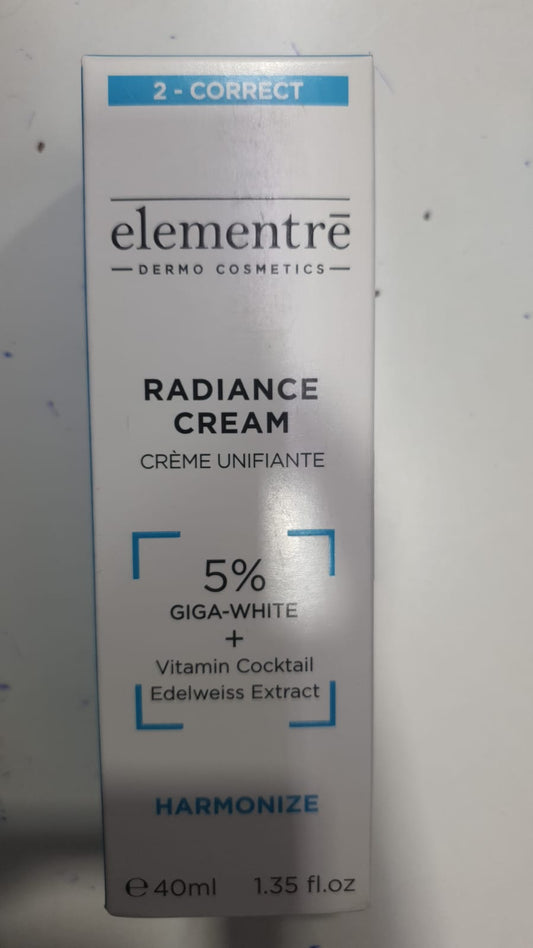 2 - CORRECT
elementrē
DERMO COSMETICS
RADIANCE
CREAM
CRÈME UNIFIANTE
5%
GIGA-WHITE
+
Vitamin Cocktail
Edelweiss Extract
HARMONIZE
℮ 40ml 1.35 fl.oz